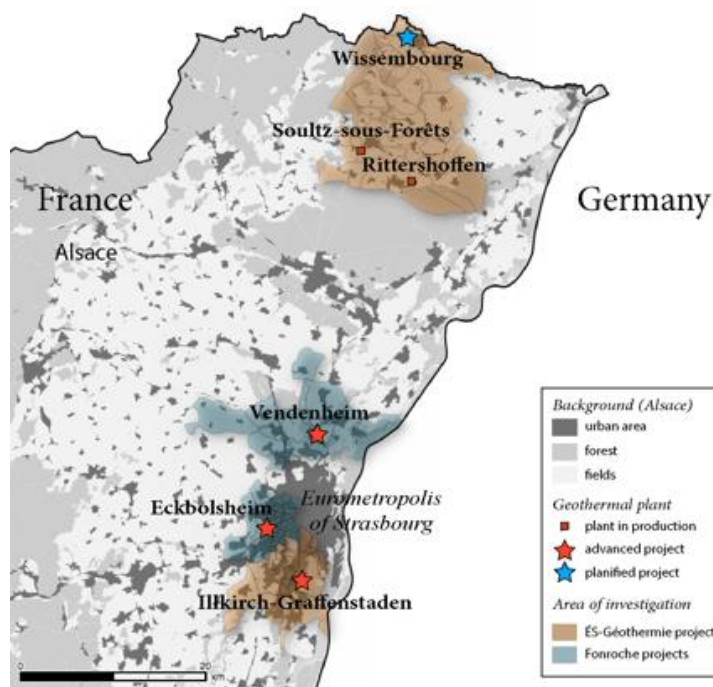 Wissembourg
Soultz-sous-Forêts
Rittershoffen
France
Germany
Alsace
Vendenheim
Eckbolsheim
Eurometropolis
of Strasbourg
Illkirch-Graffenstaden
20
km
Background (Alsace)
urban area
forest
fields
Geothermal plant
plant in production
advanced project
planified project
Area of investigation
ÉS-Géothermie project
Fonroche projects